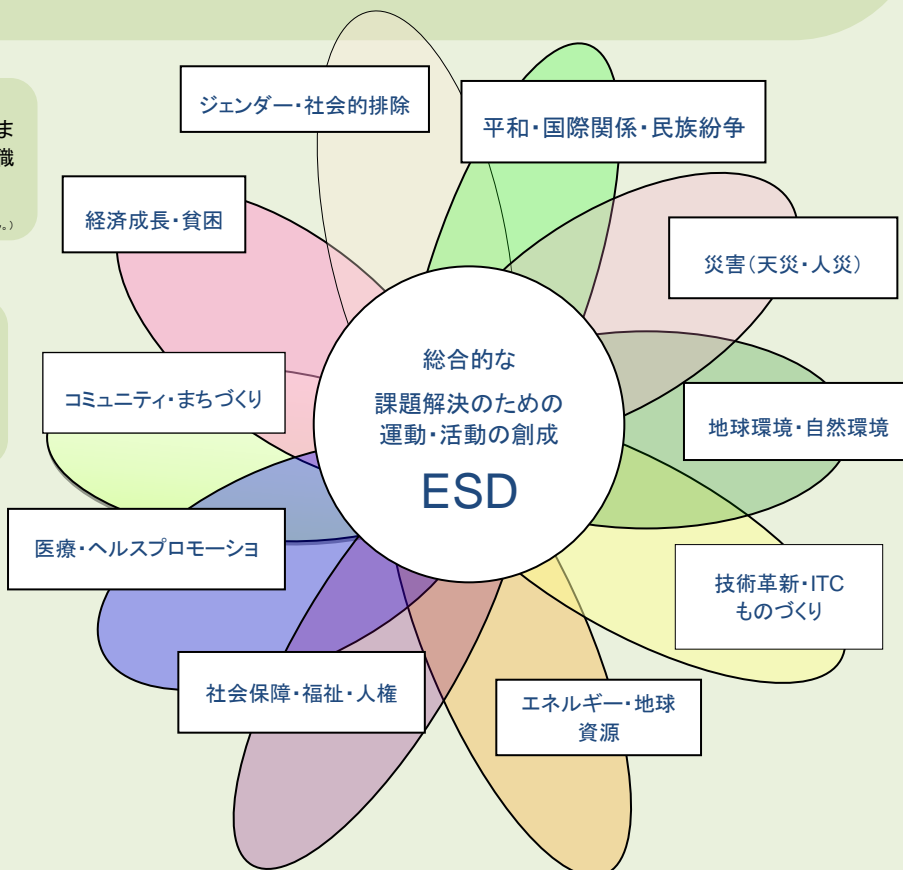 ジェンダー・社会的排除
平和・国際関係・民族紛争
ま
職
。）
経済成長・貧困
災害（天災・人災）
総合的な
課題解決のための
運動・活動の創成
ESD
コミュニティ・まちづくり
地球環境・自然環境
医療・ヘルスプロモーショ
技術革新・ITC
ものづくり
社会保障・福祉・人権
エネルギー・地球
資源